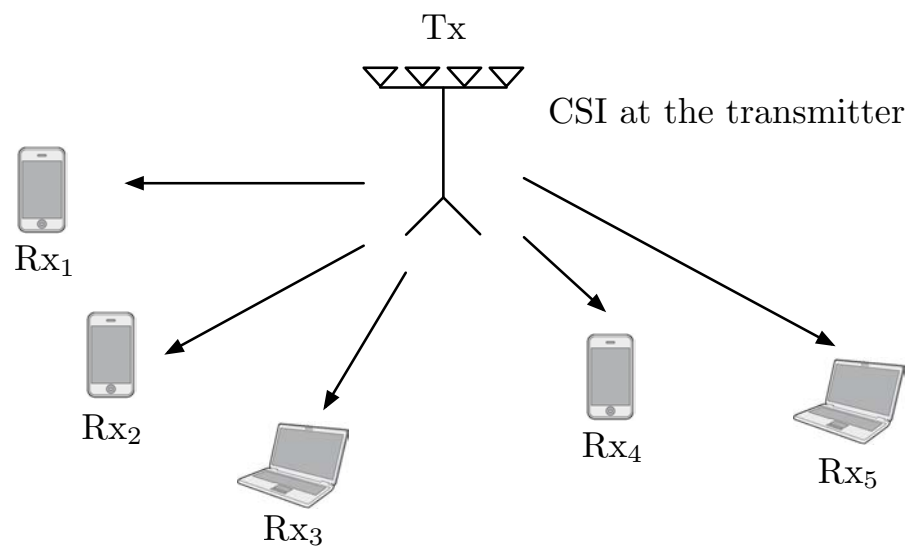 Tx
CSI at the transmitter
Rx₁
Rx₂
Rx₃
Rx₄
Rx₅